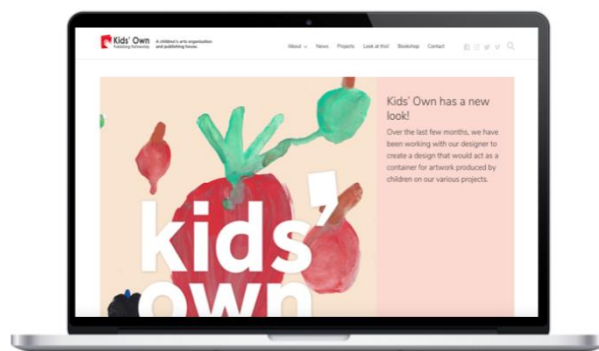 Kids' Own
Publishing Partnership
A children's arts organisation
and publishing house
About
News
Projects
Look at this!
Bookshop
Contact
kids'
own
Kids' Own has a new
look!
Over the last few months, we have
been working with our designer to
create a design that would act as a
container for artwork produced by
children on our various projects.